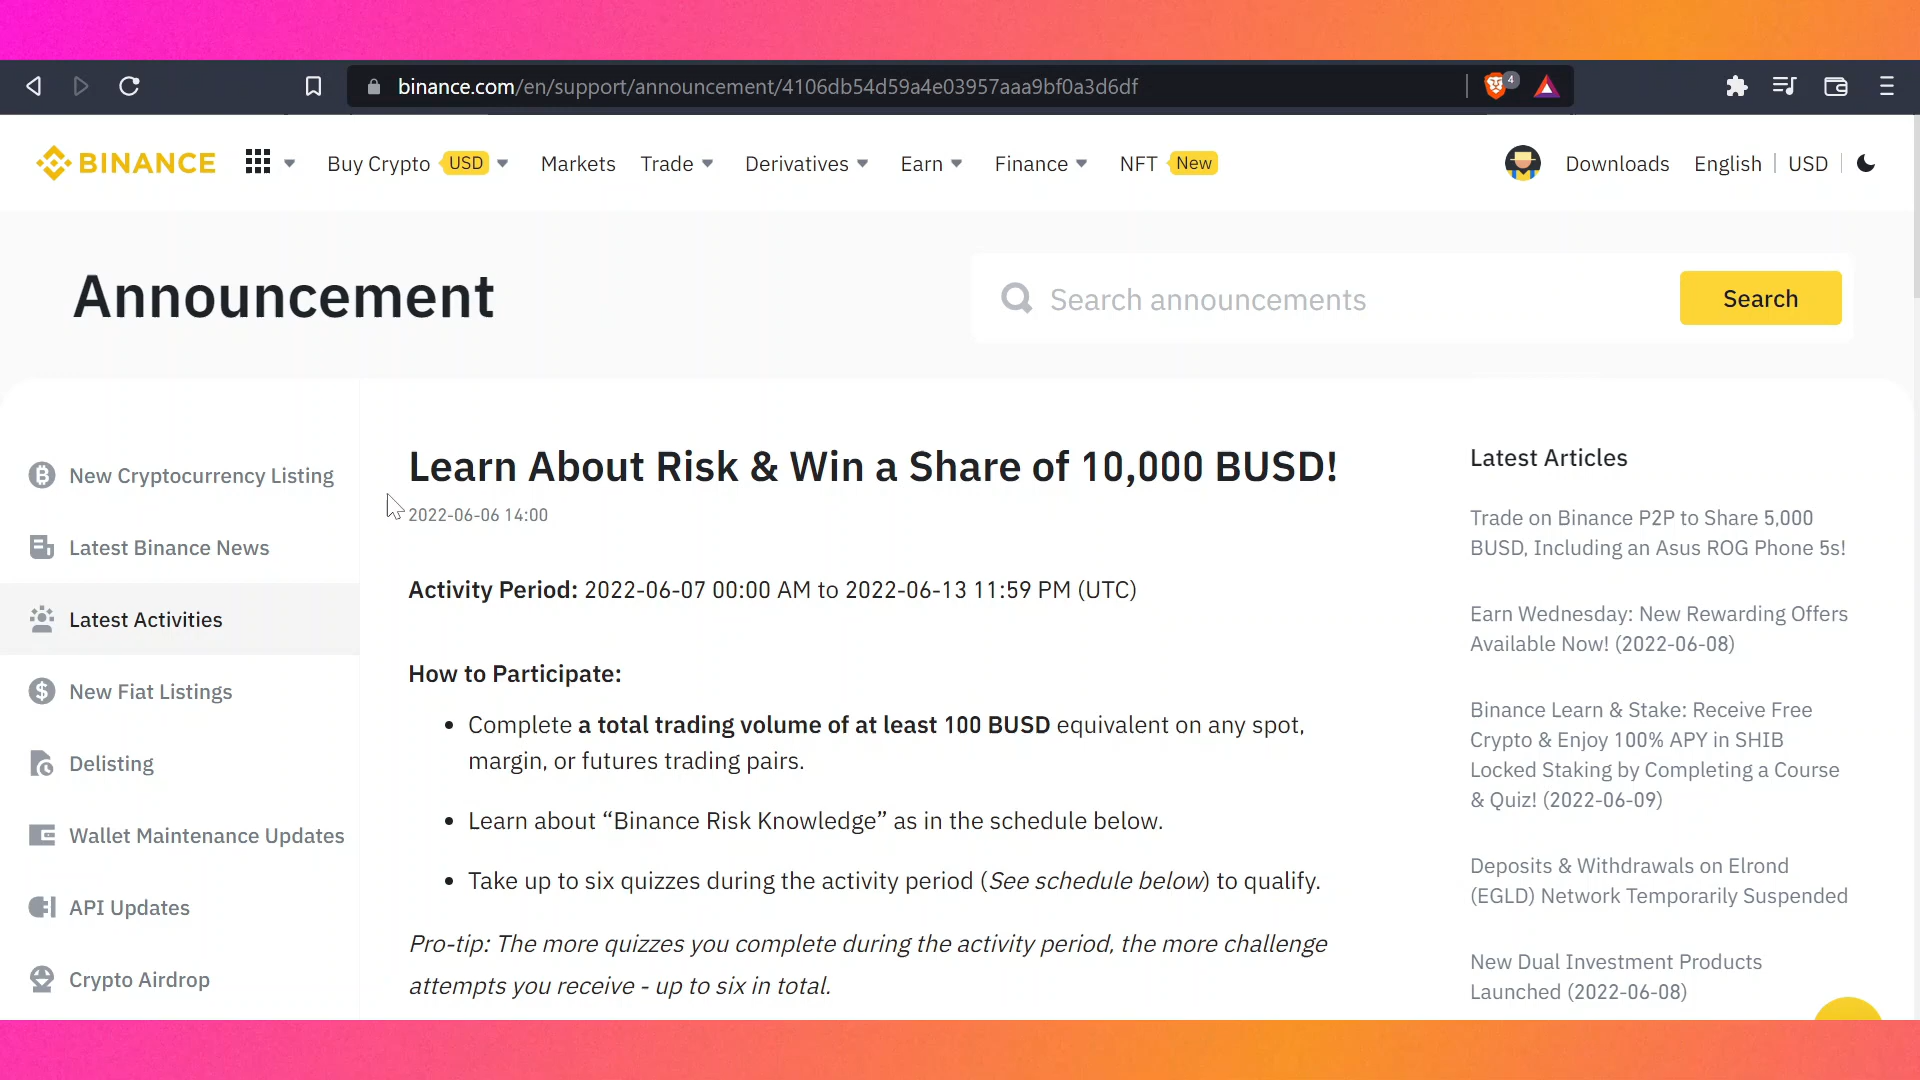 binance.com/en/support/announcement/4106db54d59a4e03957aaa9bf0a3d6df
4
BINANCE
Buy Crypto USD
Markets
Trade
Derivatives
Earn
Finance
NFT New
Downloads
English
USD
Announcement
Search announcements
Search
New Cryptocurrency Listing
Latest Binance News
Latest Activities
New Fiat Listings
Delisting
Wallet Maintenance Updates
API Updates
Crypto Airdrop
Learn About Risk & Win a Share of 10,000 BUSD!
2022-06-06 14:00
Activity Period: 2022-06-07 00:00 AM to 2022-06-13 11:59 PM (UTC)
How to Participate:
• Complete a total trading volume of at least 100 BUSD equivalent on any spot,
margin, or futures trading pairs.
• Learn about “Binance Risk Knowledge” as in the schedule below.
• Take up to six quizzes during the activity period (See schedule below) to qualify.
Pro-tip: The more quizzes you complete during the activity period, the more challenge
attempts you receive - up to six in total.
Latest Articles
Trade on Binance P2P to Share 5,000
BUSD, Including an Asus ROG Phone 5s!
Earn Wednesday: New Rewarding Offers
Available Now! (2022-06-08)
Binance Learn & Stake: Receive Free
Crypto & Enjoy 100% APY in SHIB
Locked Staking by Completing a Course
& Quiz! (2022-06-09)
Deposits & Withdrawals on Elrond
(EGLD) Network Temporarily Suspended
New Dual Investment Products
Launched (2022-06-08)